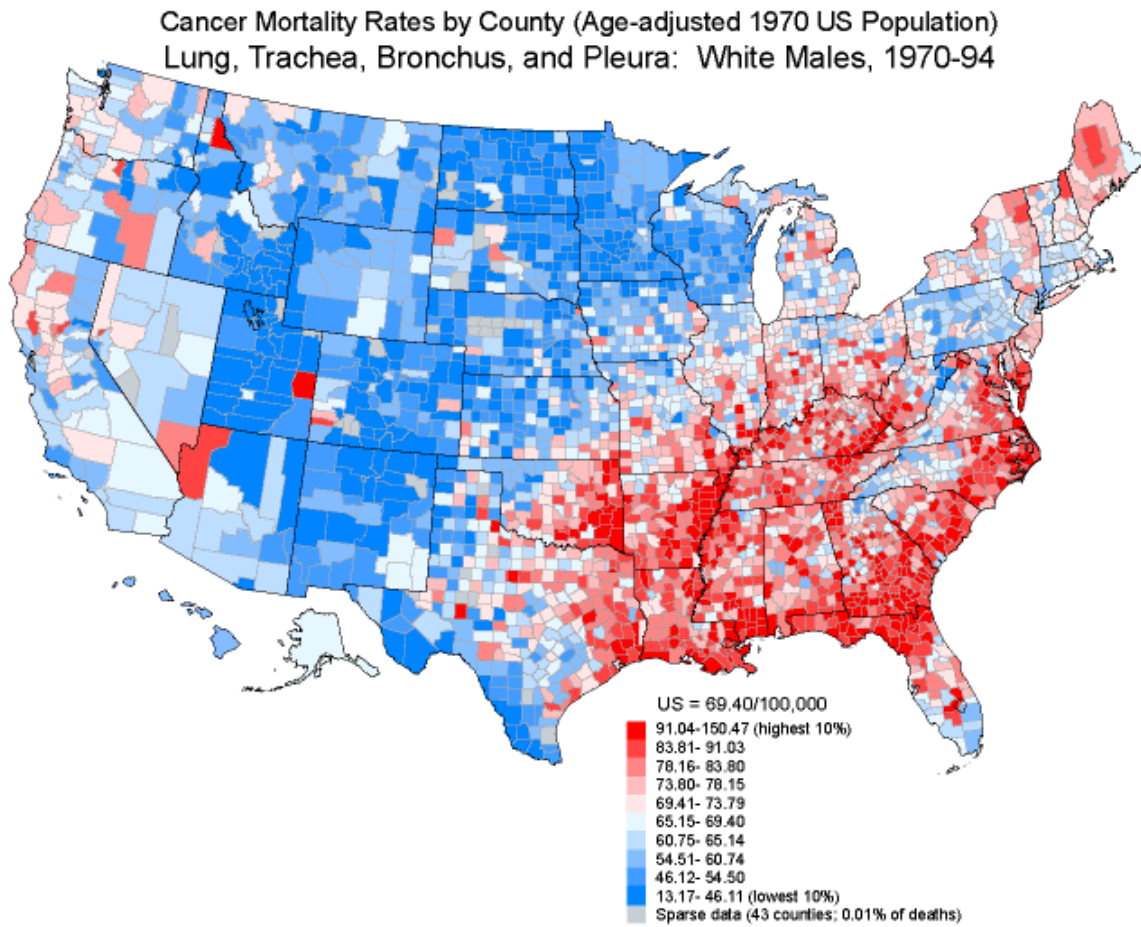 Cancer Mortality Rates by County (Age-adjusted 1970 US Population)
Lung, Trachea, Bronchus, and Pleura: White Males, 1970-94
US = 69.40/100,000
91.04-150.47 (highest 10%)
83.81- 91.03
78.16- 83.80
73.80- 78.15
69.41- 73.79
65.15- 69.40
60.75- 65.14
54.51- 60.74
46.12- 54.50
13.17- 46.11 (lowest 10%)
Sparse data (43 counties; 0.01% of deaths)